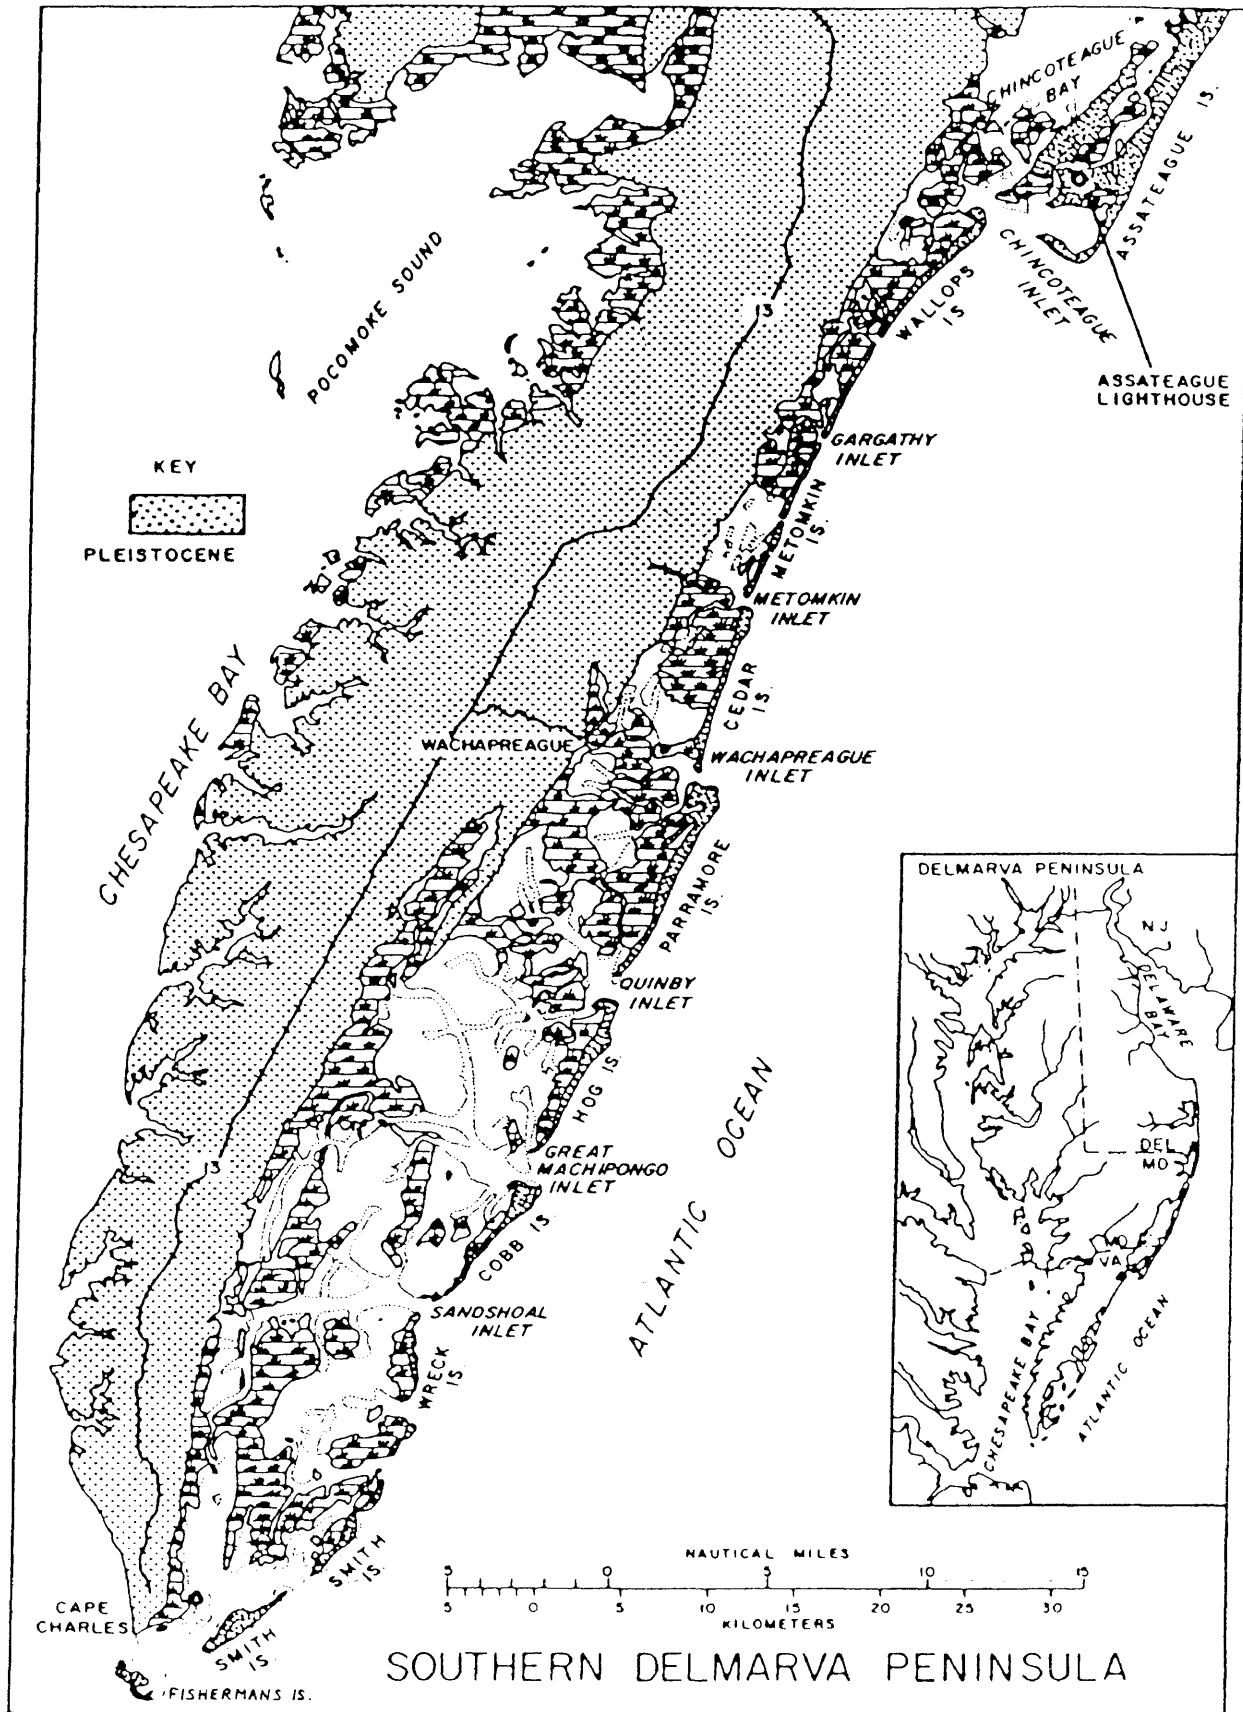 CHINCOTEAGUE
BAY
ASSATEAGUE IS.
POCOMOKE SOUND
CHINCOTEAGUE
INLET
WALLOPS
IS
13
ASSATEAGUE
LIGHTHOUSE
GARGATHY
INLET
KEY
PLEISTOCENE
METOMKIN
IS.
METOMKIN
INLET
CHESAPEAKE BAY
CEDAR
IS.
WACHAPREAGUE
WACHAPREAGUE
INLET
PARRAMORE
IS.
QUINBY
INLET
HOG IS.
ATLANTIC OCEAN
GREAT
MACHIPONGO
INLET
13
COBB IS.
SANDSHOAL
INLET
WRECK
IS.
SMITH
IS.
CAPE
CHARLES
SMITH
IS.
FISHERMANS IS.
DELMARVA PENINSULA
NJ
DELAWARE
BAY
DEL
MD
MD
VA
CHESAPEAKE BAY
ATLANTIC OCEAN
NAUTICAL MILES
5 0 5 10 15
5 0 5 10 15 20 25 30
KILOMETERS
SOUTHERN DELMARVA PENINSULA